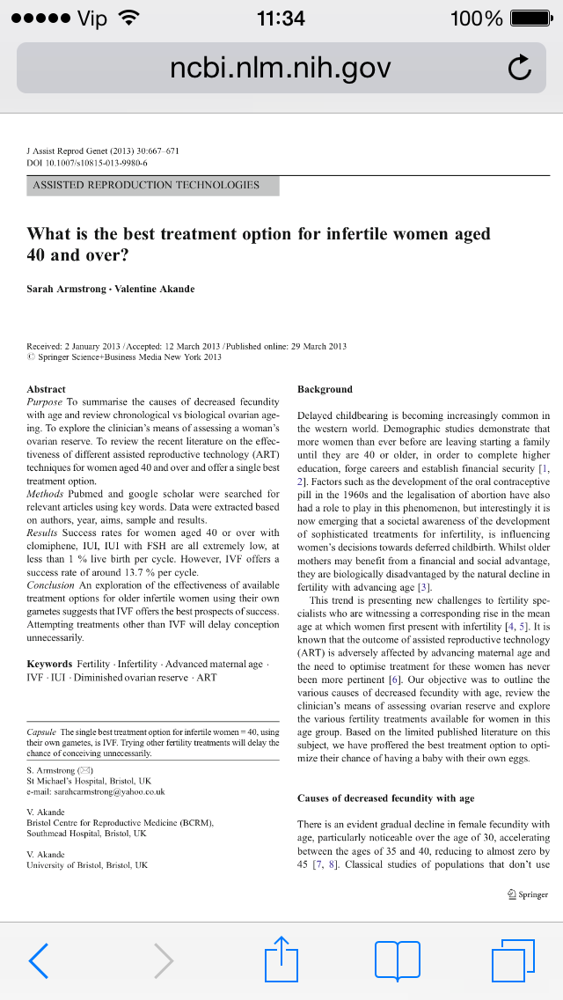 Vip 11:34 100%
ncbi.nlm.nih.gov
J Assist Reprod Genet (2013) 30:667–671
DOI 10.1007/s10815-013-9980-6
ASSISTED REPRODUCTION TECHNOLOGIES
What is the best treatment option for infertile women aged
40 and over?
Sarah Armstrong · Valentine Akande
Received: 2 January 2013 / Accepted: 12 March 2013 / Published online: 29 March 2013
© Springer Science+Business Media New York 2013
Abstract
Purpose To summarise the causes of decreased fecundity
with age and review chronological vs biological ovarian age-
ing. To explore the clinician's means of assessing a woman's
ovarian reserve. To review the recent literature on the effec-
tiveness of different assisted reproductive technology (ART)
techniques for women aged 40 and over and offer a single best
treatment option.
Methods Pubmed and google scholar were searched for
relevant articles using key words. Data were extracted based
on authors, year, aims, sample and results.
Results Success rates for women aged 40 or over with
clomiphene, IUI, IUI with FSH are all extremely low, at
less than 1 % live birth per cycle. However, IVF offers a
success rate of around 13.7 % per cycle.
Conclusion An exploration of the effectiveness of available
treatment options for older infertile women using their own
gametes suggests that IVF offers the best prospects of success.
Attempting treatments other than IVF will delay conception
unnecessarily.
Keywords Fertility · Infertility · Advanced maternal age ·
IVF · IUI · Diminished ovarian reserve · ART
Capsule The single best treatment option for infertile women = 40, using
their own gametes, is IVF. Trying other fertility treatments will delay the
chance of conceiving unnecessarily.
S. Armstrong (✉)
St Michael's Hospital, Bristol, UK
e-mail: sarahcarmstrong@yahoo.co.uk
V. Akande
Bristol Centre for Reproductive Medicine (BCRM),
Southmead Hospital, Bristol, UK
V. Akande
University of Bristol, Bristol, UK
Background
Delayed childbearing is becoming increasingly common in
the western world. Demographic studies demonstrate that
more women than ever before are leaving starting a family
until they are 40 or older, in order to complete higher
education, forge careers and establish financial security [1,
2]. Factors such as the development of the oral contraceptive
pill in the 1960s and the legalisation of abortion have also
had a role to play in this phenomenon, but interestingly it is
now emerging that a societal awareness of the development
of sophisticated treatments for infertility, is influencing
women's decisions towards deferred childbirth. Whilst older
mothers may benefit from a financial and social advantage,
they are biologically disadvantaged by the natural decline in
fertility with advancing age [3].
This trend is presenting new challenges to fertility spe-
cialists who are witnessing a corresponding rise in the mean
age at which women first present with infertility [4, 5]. It is
known that the outcome of assisted reproductive technology
(ART) is adversely affected by advancing maternal age and
the need to optimise treatment for these women has never
been more pertinent [6]. Our objective was to outline the
various causes of decreased fecundity with age, review the
clinician's means of assessing ovarian reserve and explore
the various fertility treatments available for women in this
age group. Based on the limited published literature on this
subject, we have proffered the best treatment option to opti-
mize their chance of having a baby with their own eggs.
Causes of decreased fecundity with age
There is an evident gradual decline in female fecundity with
age, particularly noticeable over the age of 30, accelerating
between the ages of 35 and 40, reducing to almost zero by
45 [7, 8]. Classical studies of populations that don't use
Springer